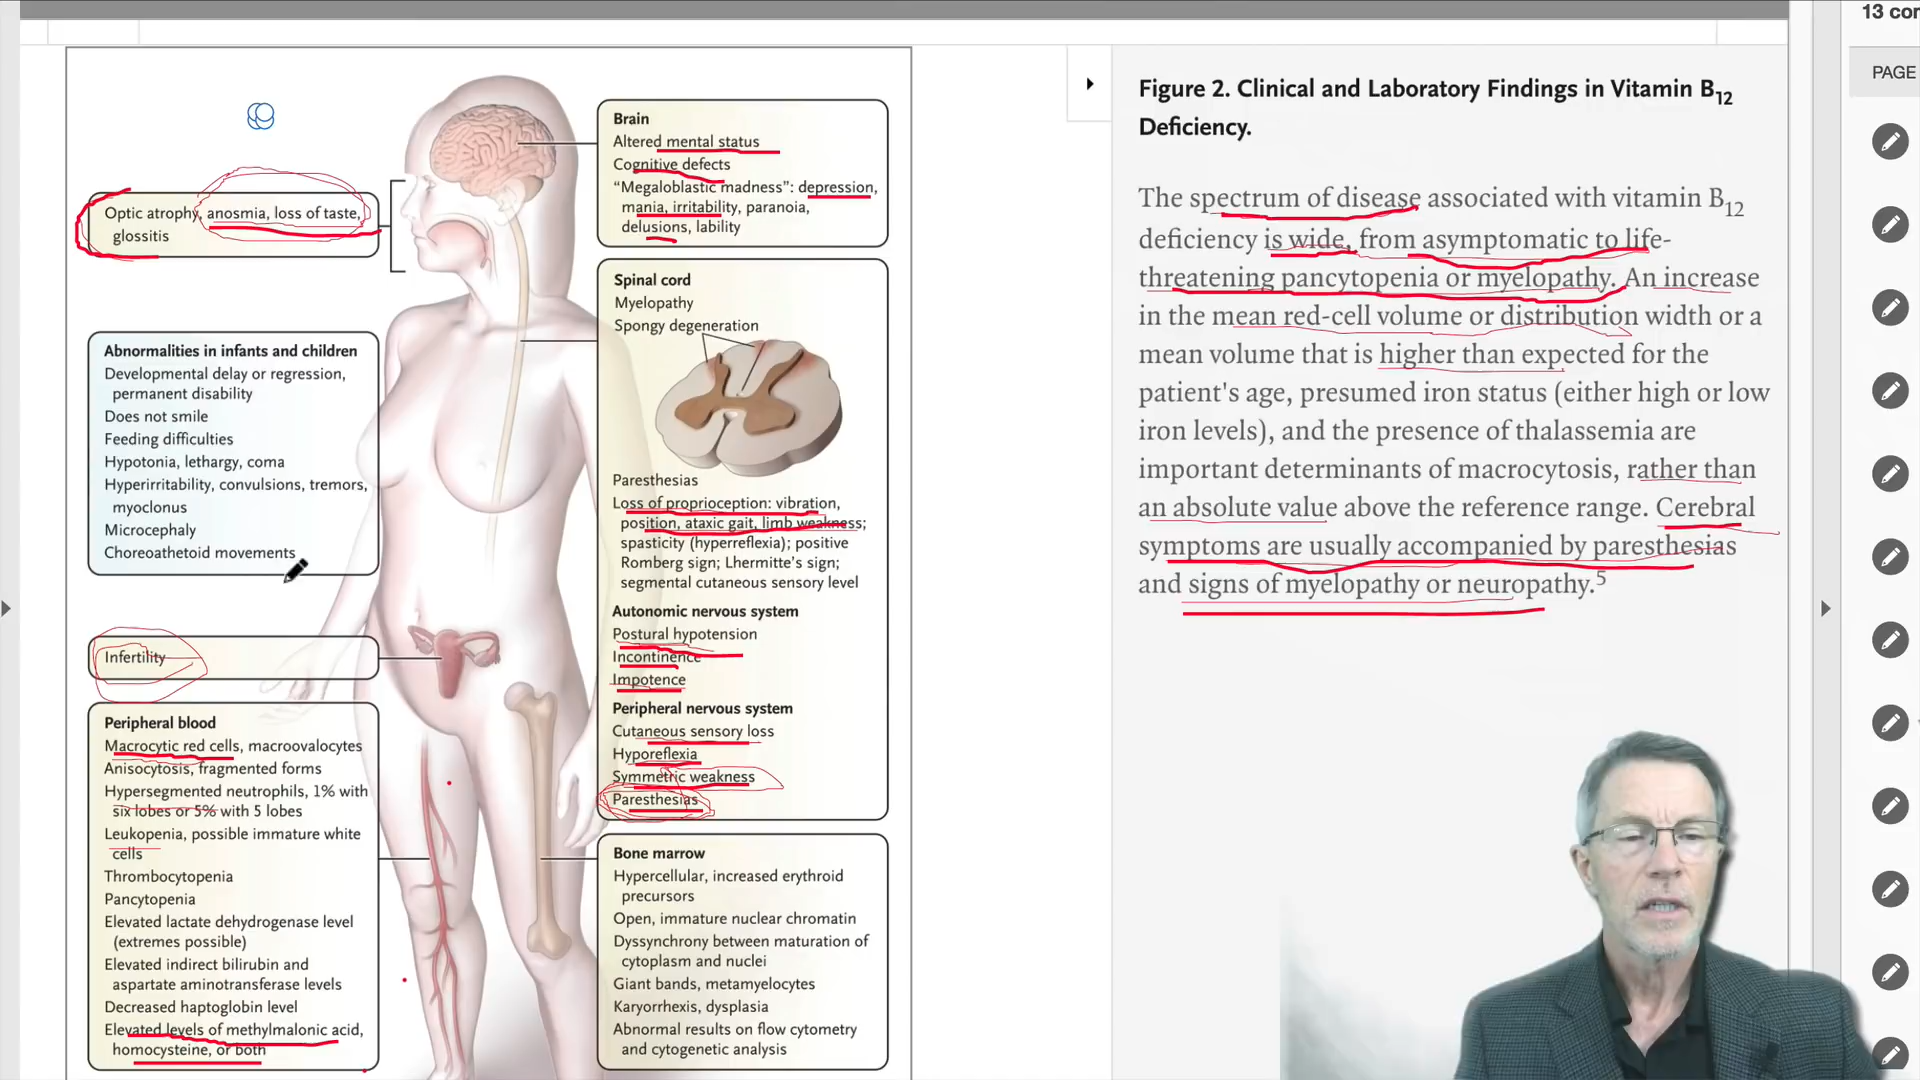 13 cor
PAGE
Optic atrophy, anosmia, loss of taste,
glossitis
Abnormalities in infants and children
Developmental delay or regression,
permanent disability
Does not smile
Feeding difficulties
Hypotonia, lethargy, coma
Hyperirritability, convulsions, tremors,
myoclonus
Microcephaly
Choreoathetoid movements
Infertility
Peripheral blood
Macrocytic red cells, macroovalocytes
Anisocytosis, fragmented forms
Hypersegmented neutrophils, 1% with
six lobes or 5% with 5 lobes
Leukopenia, possible immature white
cells
Thrombocytopenia
Pancytopenia
Elevated lactate dehydrogenase level
(extremes possible)
Elevated indirect bilirubin and
aspartate aminotransferase levels
Decreased haptoglobin level
Elevated levels of methylmalonic acid,
homocysteine, or both
Brain
Altered mental status
Cognitive defects
“Megaloblastic madness”: depression,
mania, irritability, paranoia,
delusions, lability
Spinal cord
Myelopathy
Spongy degeneration
Paresthesias
Loss of proprioception: vibration,
position, ataxic gait, limb weakness;
spasticity (hyperreflexia); positive
Romberg sign; Lhermitte’s sign;
segmental cutaneous sensory level
Autonomic nervous system
Postural hypotension
Incontinence
Impotence
Peripheral nervous system
Cutaneous sensory loss
Hyporeflexia
Symmetric weakness
Paresthesias
Bone marrow
Hypercellular, increased erythroid
precursors
Open, immature nuclear chromatin
Dyssynchrony between maturation of
cytoplasm and nuclei
Giant bands, metamyelocytes
Karyorrhexis, dysplasia
Abnormal results on flow cytometry
and cytogenetic analysis
Figure 2. Clinical and Laboratory Findings in Vitamin B12
Deficiency.
The spectrum of disease associated with vitamin B12
deficiency is wide, from asymptomatic to life-
threatening pancytopenia or myelopathy. An increase
in the mean red-cell volume or distribution width or a
mean volume that is higher than expected for the
patient's age, presumed iron status (either high or low
iron levels), and the presence of thalassemia are
important determinants of macrocytosis, rather than
an absolute value above the reference range. Cerebral
symptoms are usually accompanied by paresthesias
and signs of myelopathy or neuropathy.5